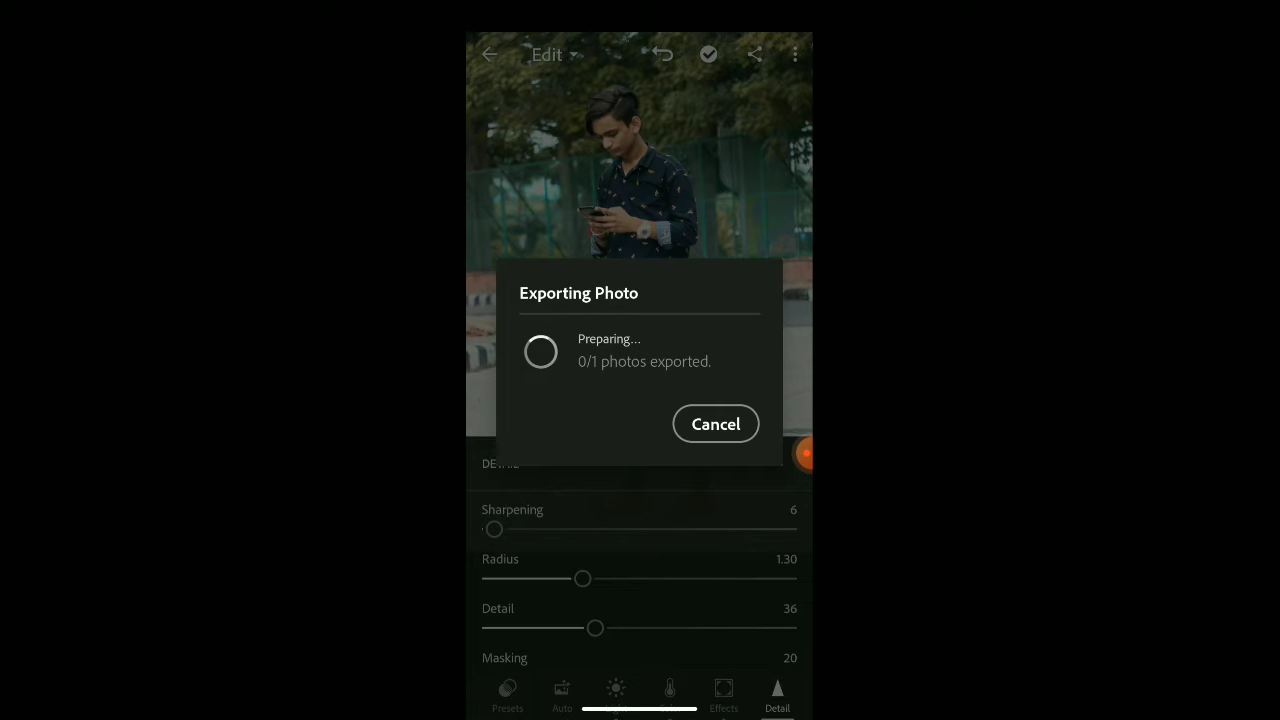 Edit
Exporting Photo
Preparing...
0/1 photos exported.
Cancel
Sharpening 6
Radius 1.30
Detail 36
Masking 20
Presets Auto Effects Detail